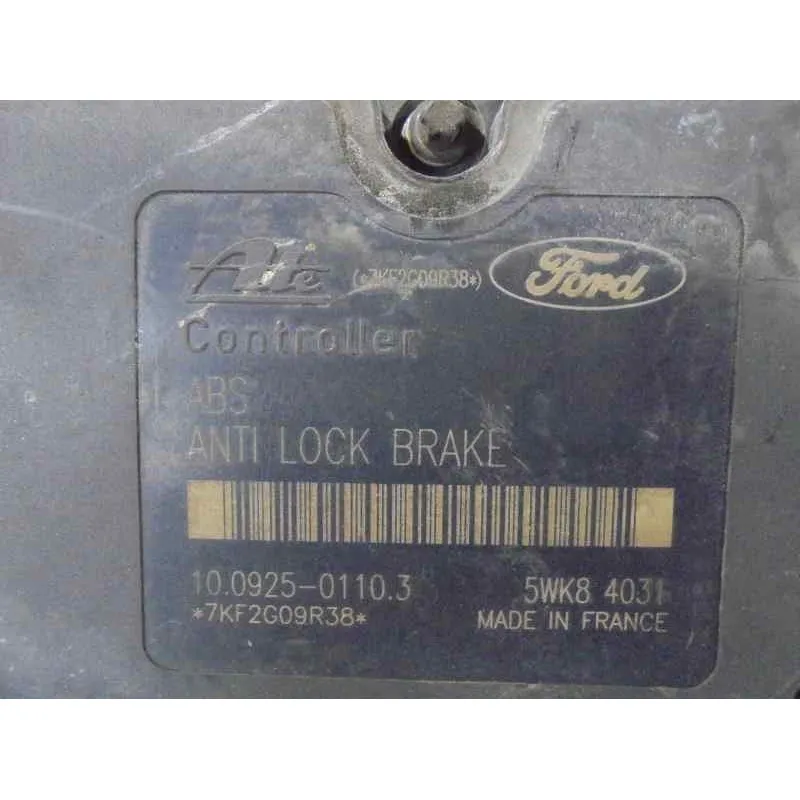 Ate (*7KF2G09R38*) Ford
Controller
ABS
ANTI LOCK BRAKE
10.0925-0110.3 5WK8 4031
*7KF2G09R38* MADE IN FRANCE